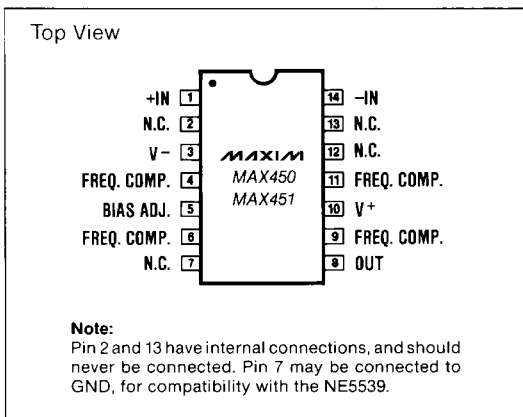 Top View
+IN 1
N.C. 2
V- 3
FREQ. COMP. 4
BIAS ADJ. 5
FREQ. COMP. 6
N.C. 7
MAXIM
MAX450
MAX451
14 -IN
13 N.C.
12 N.C.
11 FREQ. COMP.
10 V+
9 FREQ. COMP.
8 OUT
Note:
Pin 2 and 13 have internal connections, and should
never be connected. Pin 7 may be connected to
GND, for compatibility with the NE5539.